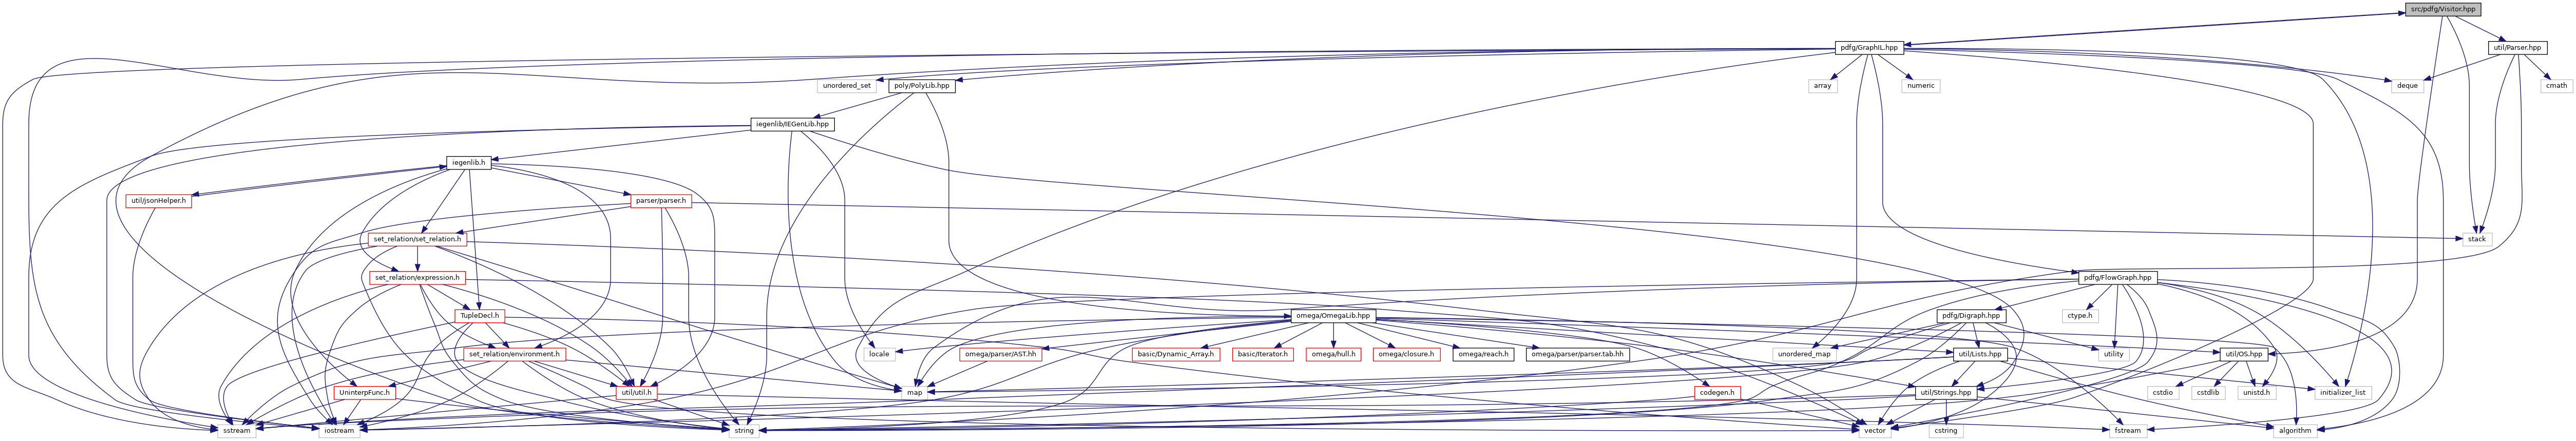 src/pdfg/Visitor.hpp
pdfg/GraphIL.hpp
util/Parser.hpp
unordered_set
poly/PolyLib.hpp
array
numeric
deque
cmath
iegenlib/IEGenLib.hpp
iegenlib.h
util/jsonHelper.h
parser/parser.h
set_relation/set_relation.h
stack
set_relation/expression.h
pdfg/FlowGraph.hpp
TupleDecl.h
omega/OmegaLib.hpp
ctype.h
pdfg/Digraph.hpp
set_relation/environment.h
locale
omega/parser/AST.hh
basic/Dynamic_Array.h
basic/Iterator.h
omega/hull.h
omega/closure.h
omega/reach.h
omega/parser/parser.tab.hh
unordered_map
util/Lists.hpp
utility
util/OS.hpp
UninterpFunc.h
util/util.h
map
codegen.h
util/Strings.hpp
cstdio
cstdlib
unistd.h
initializer_list
sstream
iostream
string
vector
cstring
fstream
algorithm